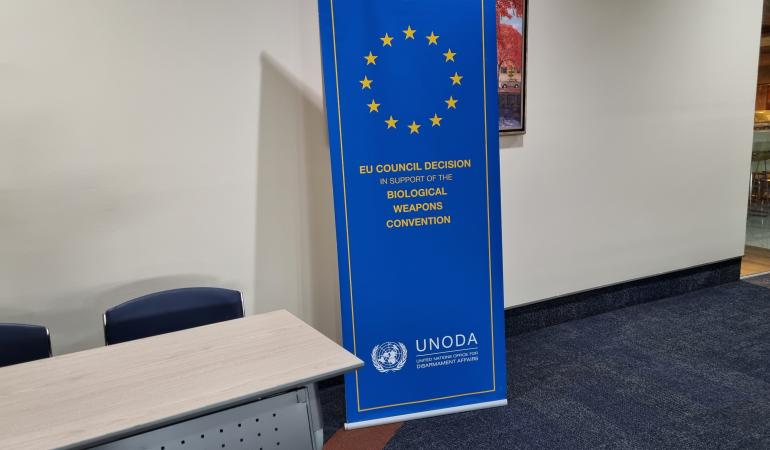 EU COUNCIL DECISION
IN SUPPORT OF THE
BIOLOGICAL
WEAPONS
CONVENTION
UNODA
UNITED NATIONS OFFICE FOR
DISARMAMENT AFFAIRS